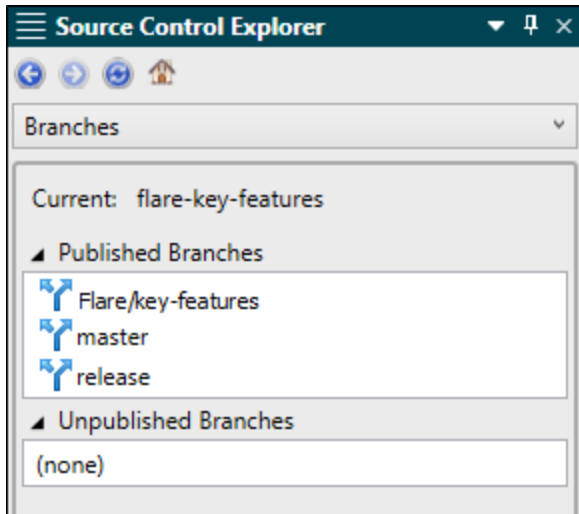 Source Control Explorer
Branches
Current: flare-key-features
Published Branches
Flare/key-features
master
release
Unpublished Branches
(none)